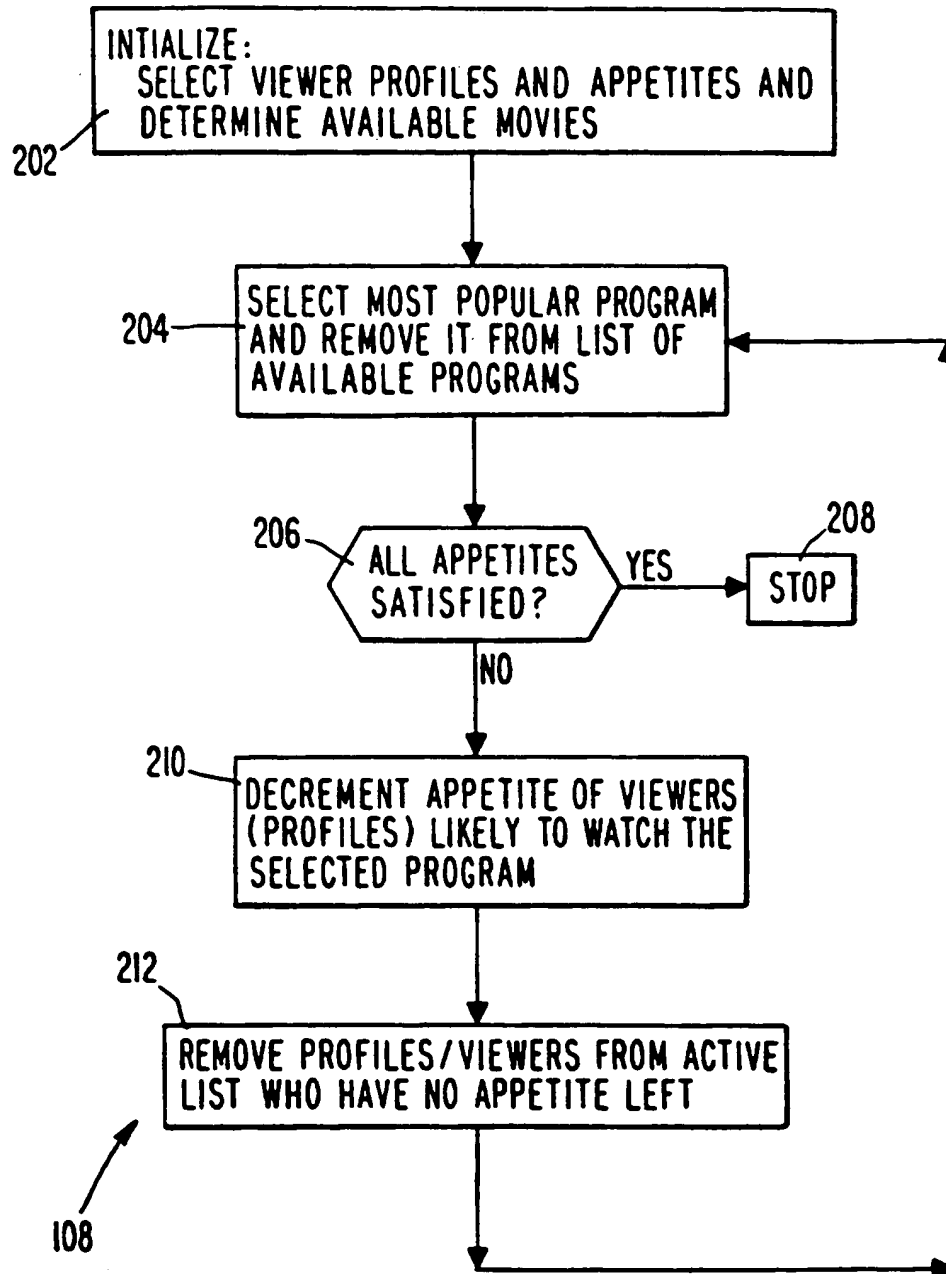 INTIALIZE:
SELECT VIEWER PROFILES AND APPETITES AND
DETERMINE AVAILABLE MOVIES
202
SELECT MOST POPULAR PROGRAM
AND REMOVE IT FROM LIST OF
AVAILABLE PROGRAMS
204
206
ALL APPETITES
SATISFIED?
YES
208
STOP
NO
210
DECREMENT APPETITE OF VIEWERS
(PROFILES) LIKELY TO WATCH THE
SELECTED PROGRAM
212
REMOVE PROFILES/VIEWERS FROM ACTIVE
LIST WHO HAVE NO APPETITE LEFT
108